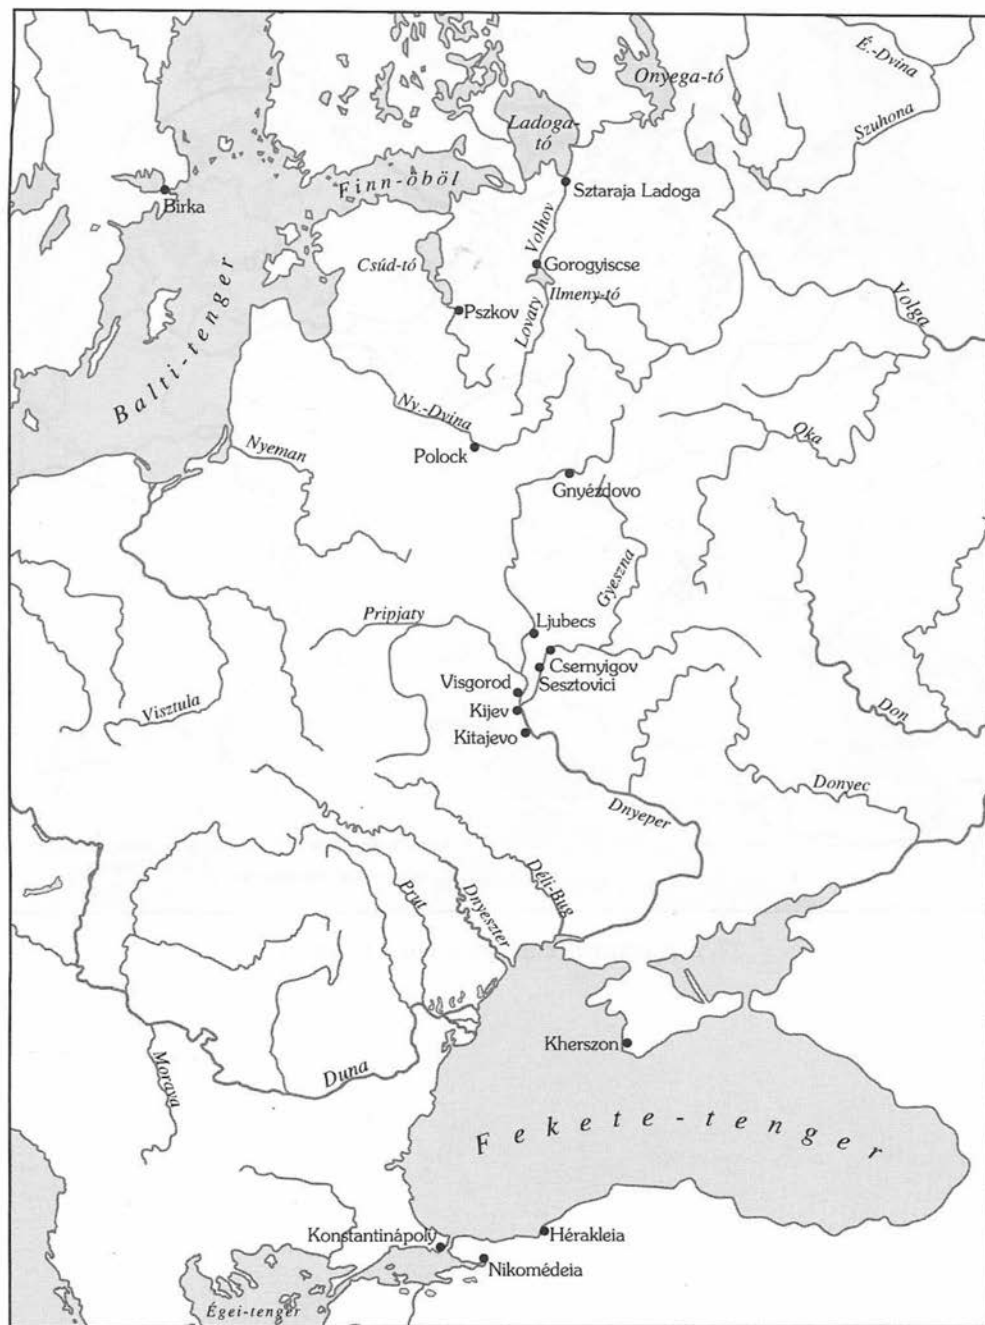 É.-Dvina
Onyega-tó
Szuhona
Ladoga-
tó
Finn-öböl
Birka
Sztaraja Ladoga
Volhov
Csúd-tó
Gorogyiscse
Ilmeny-tó
Pszkov
Lovaty
Volga
Balti-tenger
Ny.-Dvina
Oka
Nyeman
Polock
Gnyézdovo
Gyeszna
Pripjaty
Ljubecs
Csernyigov
Sesztovici
Visgorod
Kijev
Kitajevo
Visztula
Don
Donyec
Dnyeper
Déli-Bug
Prut
Dnyeszter
Kherszon
Morava
Duna
Fekete-tenger
Konstantinápoly
Hérakleia
Nikomédeia
Égei-tenger